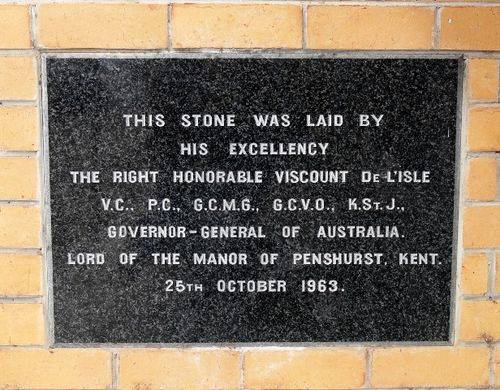 THIS STONE WAS LAID BY
HIS EXCELLENCY
THE RIGHT HONORABLE VISCOUNT DE-L'ISLE
V.C., P.C., G.C.M.G., G.C.V.O., K.ST.J.,
GOVERNOR-GENERAL OF AUSTRALIA.
LORD OF THE MANOR OF PENSHURST, KENT.
25TH OCTOBER 1963.